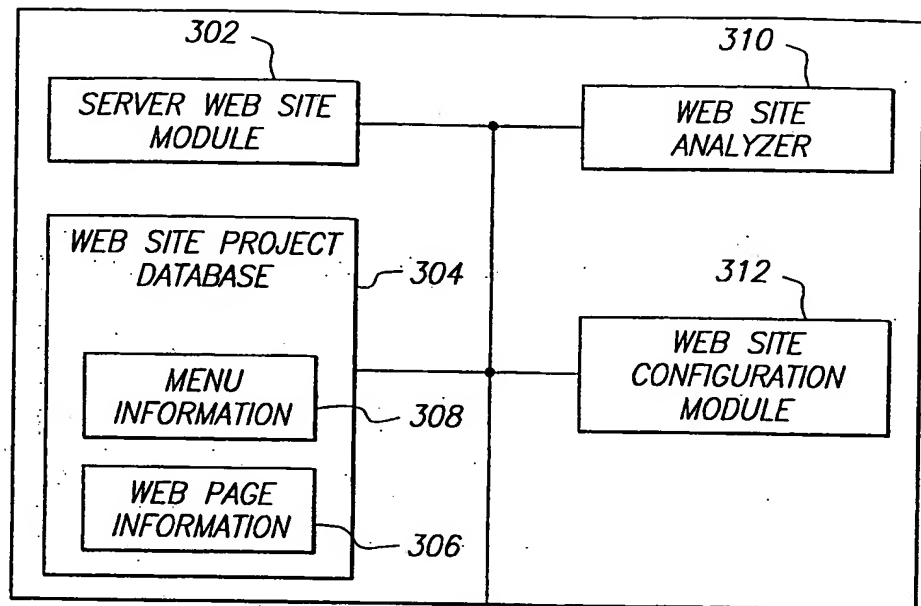 302
SERVER WEB SITE
MODULE
310
WEB SITE
ANALYZER
WEB SITE PROJECT
DATABASE
304
MENU
INFORMATION
308
WEB PAGE
INFORMATION
306
312
WEB SITE
CONFIGURATION
MODULE